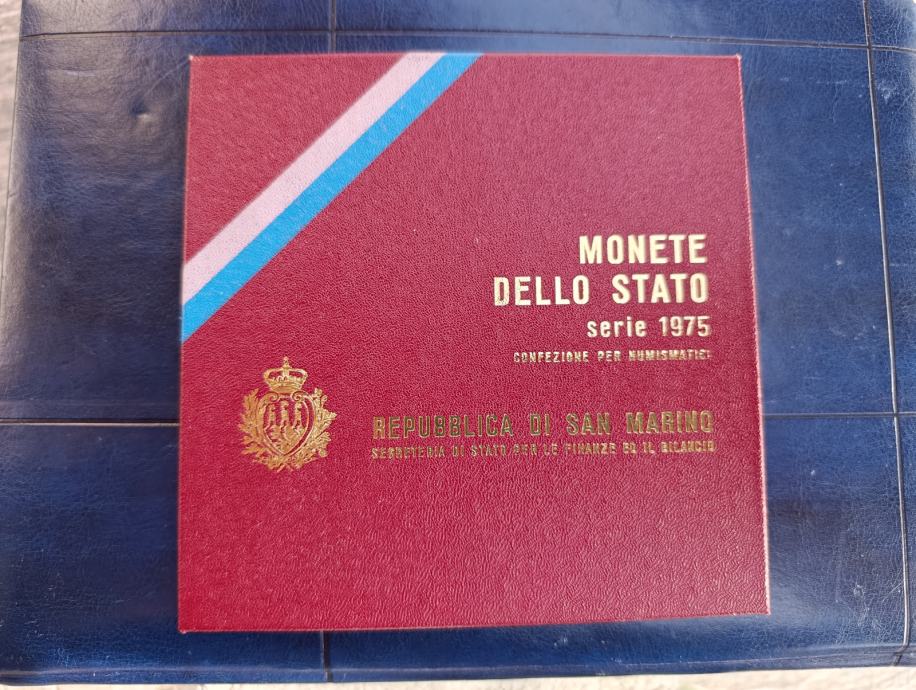 MONETE
DELLO STATO
serie 1975
CONFEZIONE PER NUMISMATICI
REPUBBLICA DI SAN MARINO
SEGRETERIA DI STATO PER LE FINANZE ED IL BILANCIO